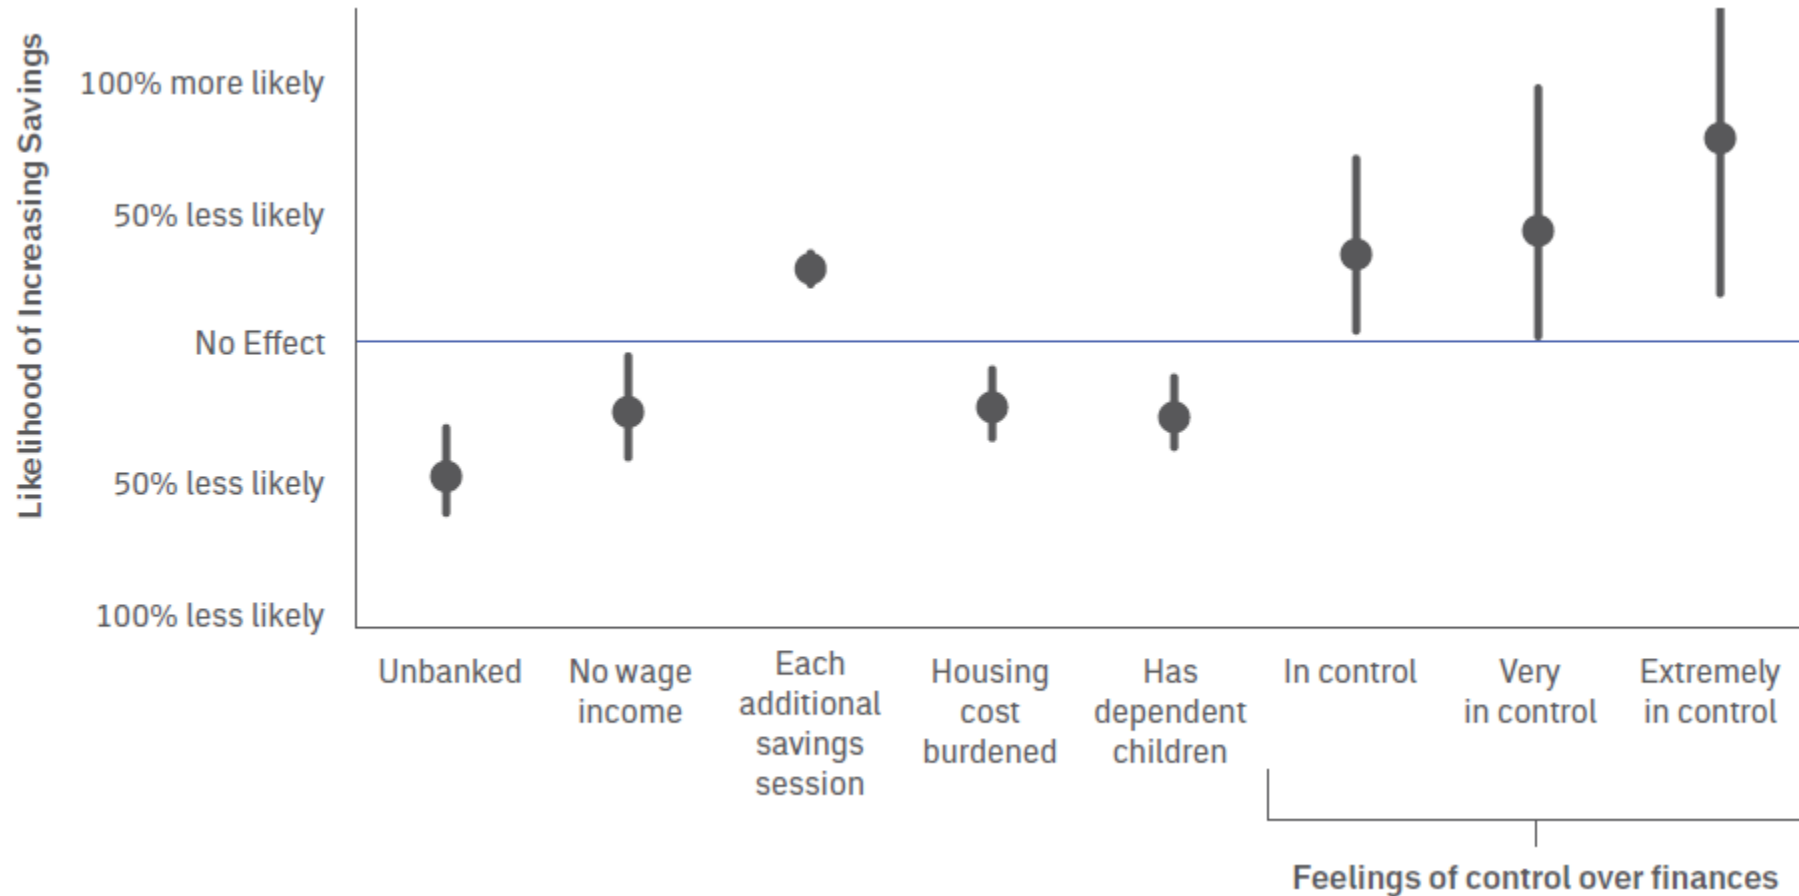 Likelihood of Increasing Savings
100% more likely
50% less likely
No Effect
50% less likely
100% less likely
Unbanked
No wage
income
Each
additional
savings
session
Housing
cost
burdened
Has
dependent
children
In control
Very
in control
Extremely
in control
Feelings of control over finances